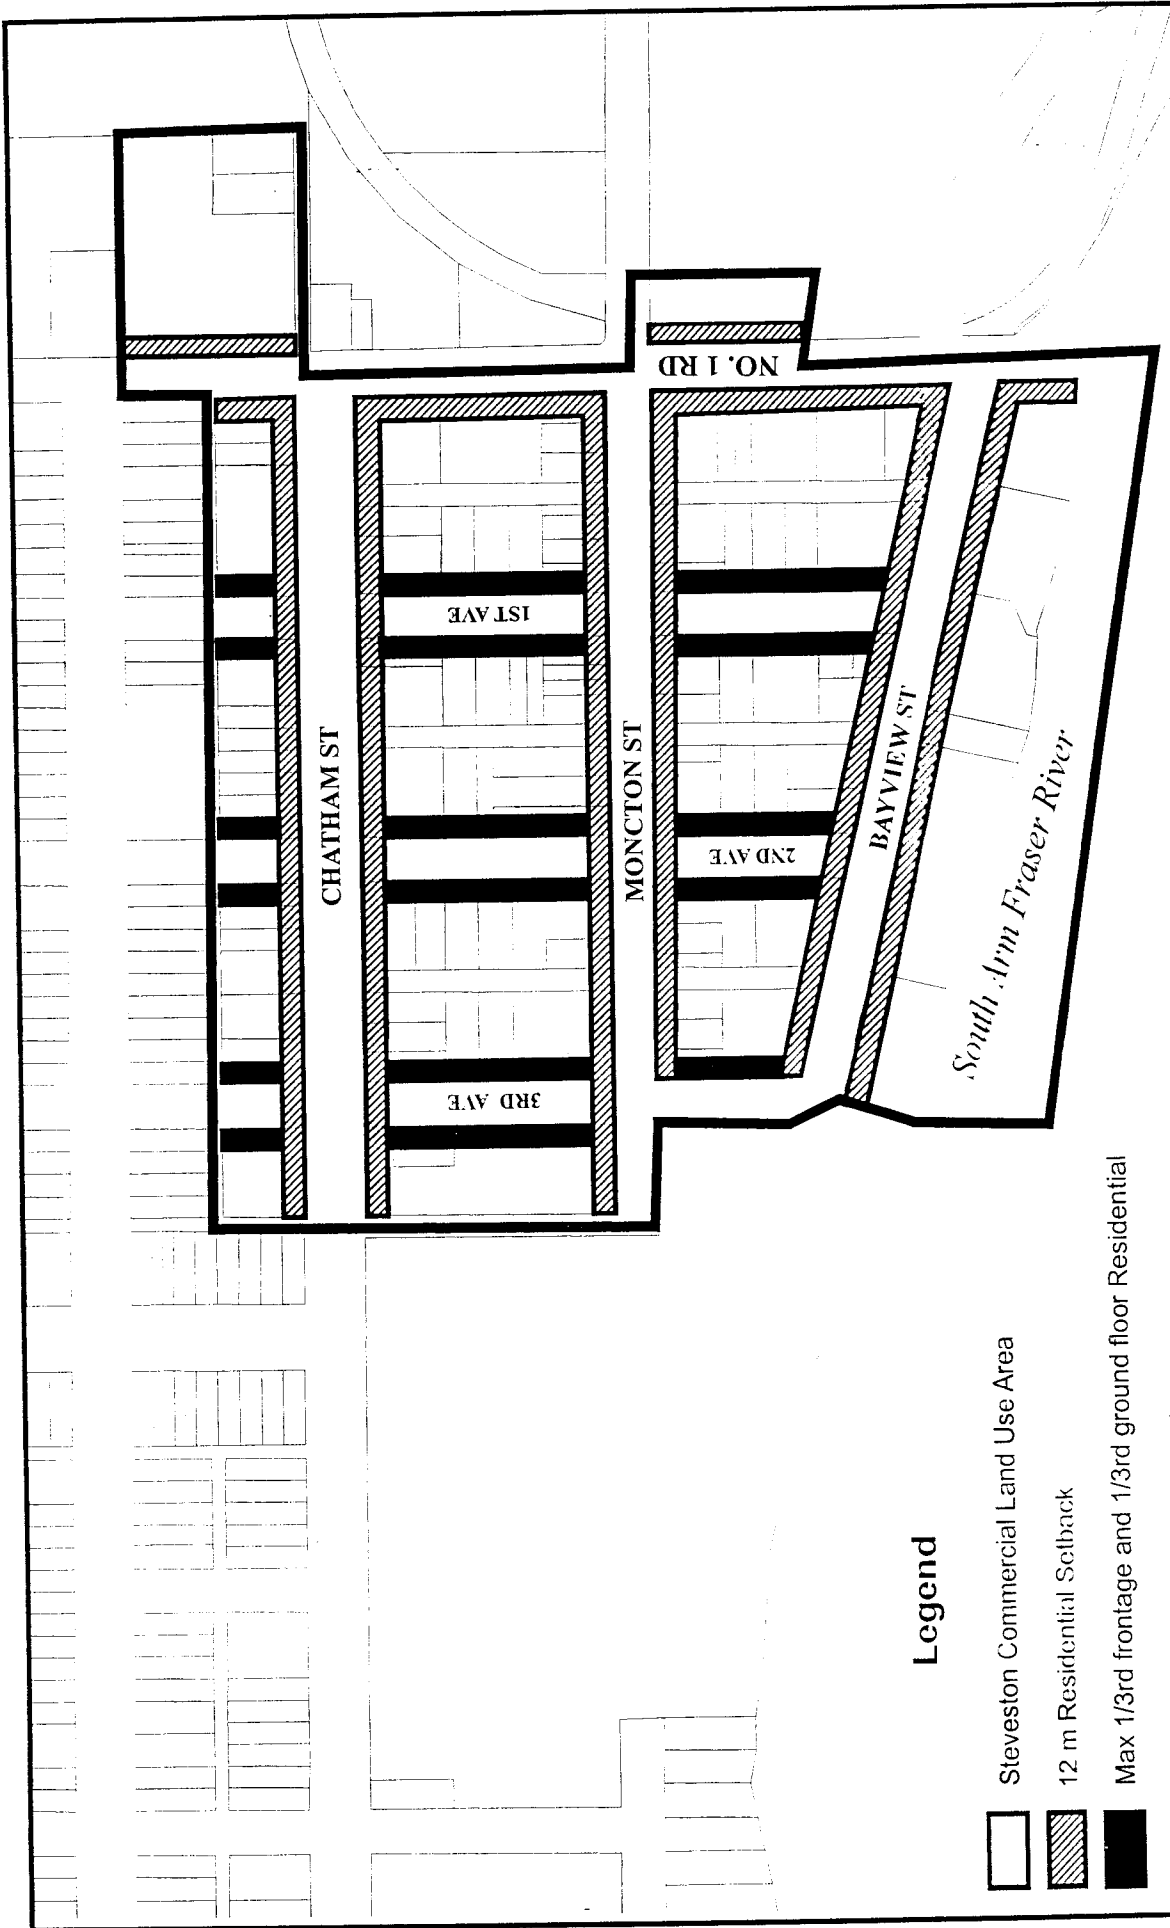 CHATHAM ST
MONCTON ST
BAYVIEW ST
NO. 1 RD
1ST AVE
2ND AVE
3RD AVE
South Arm Fraser River
Legend
Steveston Commercial Land Use Area
12 m Residential Setback
Max 1/3rd frontage and 1/3rd ground floor Residential